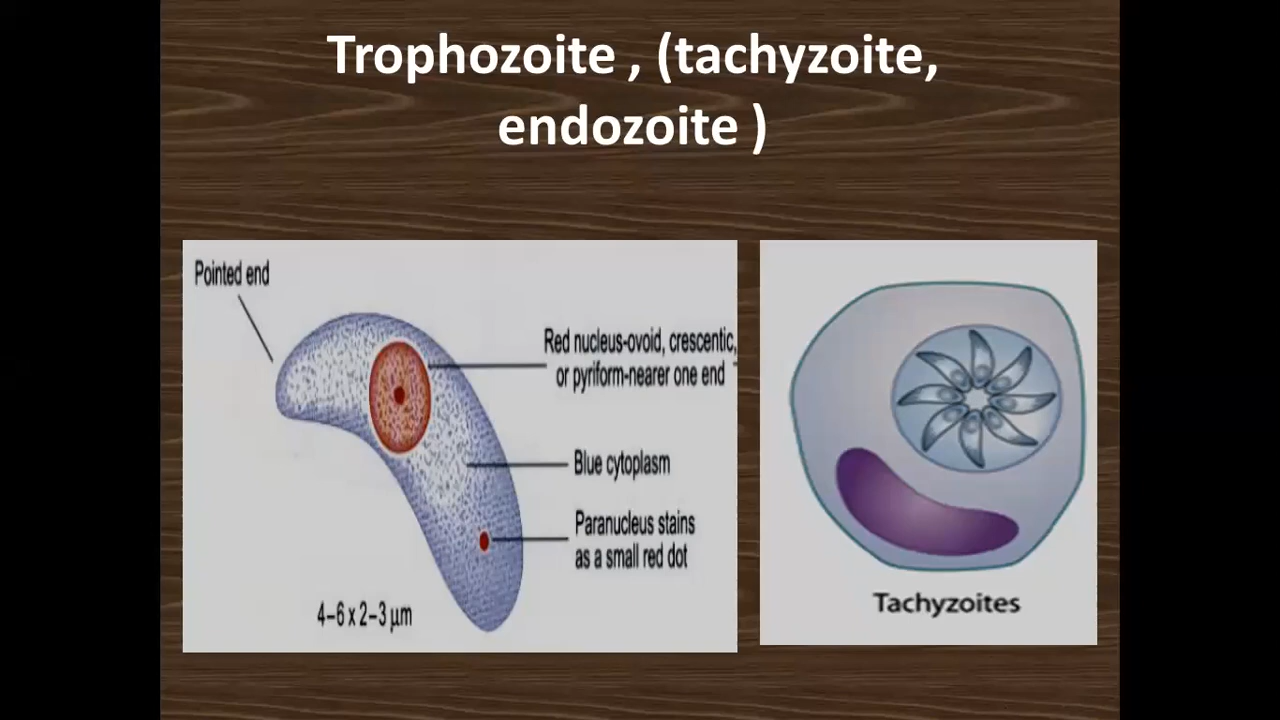 Trophozoite , (tachyzoite,
endozoite )
Pointed end
Red nucleus-ovoid, crescentic,
or pyriform-nearer one end
Blue cytoplasm
Paranucleus stains
as a small red dot
4–6 x 2–3 μm
Tachyzoites